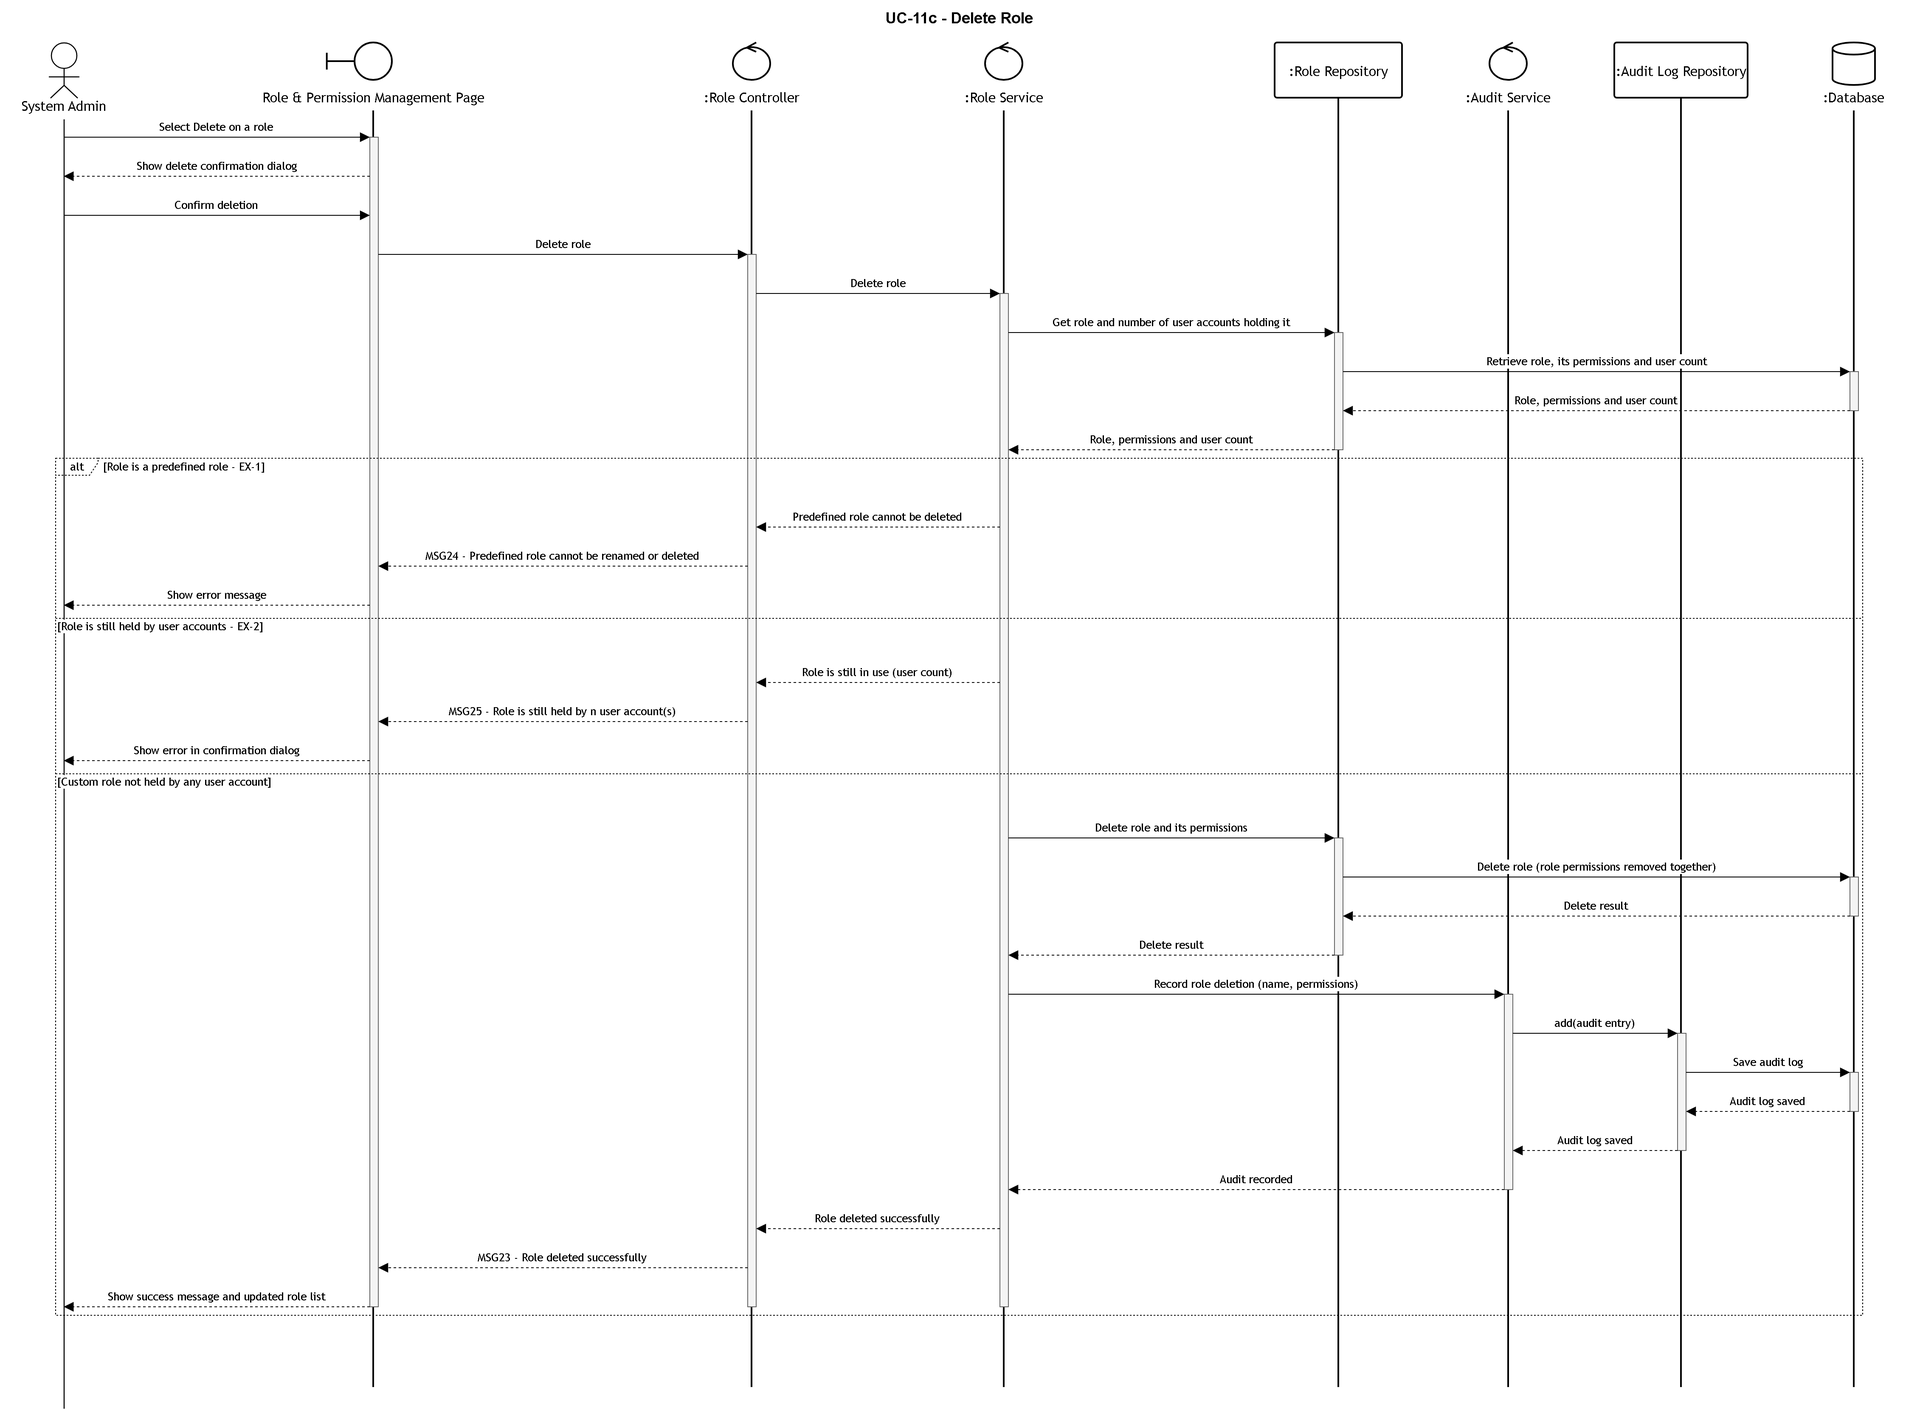 UC-11c - Delete Role
System Admin
Role & Permission Management Page
:Role Controller
:Role Service
:Role Repository
:Audit Service
:Audit Log Repository
:Database
Select Delete on a role
Show delete confirmation dialog
Confirm deletion
Delete role
Delete role
Get role and number of user accounts holding it
Retrieve role, its permissions and user count
Role, permissions and user count
Role, permissions and user count
alt [Role is a predefined role - EX-1]
Predefined role cannot be deleted
MSG24 - Predefined role cannot be renamed or deleted
Show error message
[Role is still held by user accounts - EX-2]
Role is still in use (user count)
MSG25 - Role is still held by n user account(s)
Show error in confirmation dialog
[Custom role not held by any user account]
Delete role and its permissions
Delete role (role permissions removed together)
Delete result
Delete result
Record role deletion (name, permissions)
add(audit entry)
Save audit log
Audit log saved
Audit log saved
Audit recorded
Role deleted successfully
MSG23 - Role deleted successfully
Show success message and updated role list